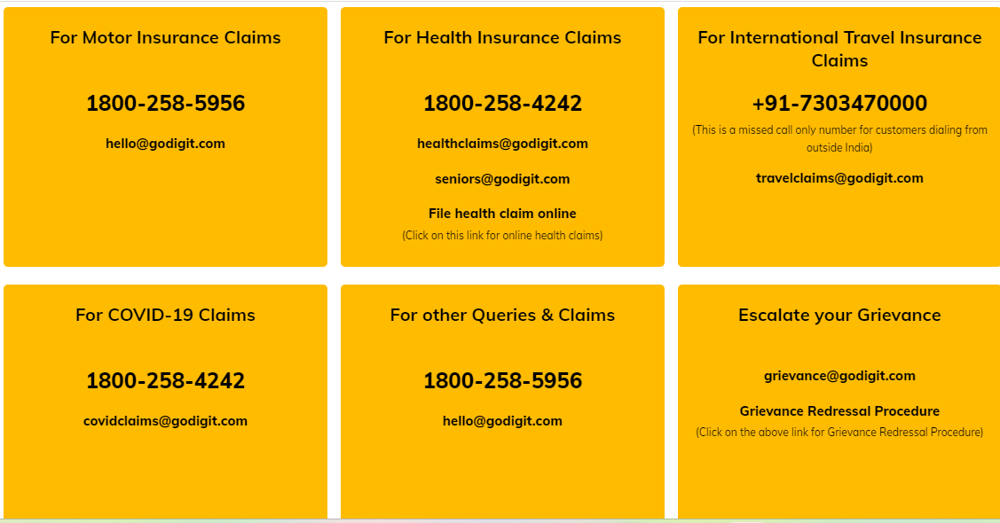 For Motor Insurance Claims
1800-258-5956
hello@godigit.com
For Health Insurance Claims
1800-258-4242
healthclaims@godigit.com
seniors@godigit.com
File health claim online
(Click on this link for online health claims)
For International Travel Insurance
Claims
+91-7303470000
(This is a missed call only number for customers dialing from
outside India)
travelclaims@godigit.com
For COVID-19 Claims
1800-258-4242
covidclaims@godigit.com
For other Queries & Claims
1800-258-5956
hello@godigit.com
Escalate your Grievance
grievance@godigit.com
Grievance Redressal Procedure
(Click on the above link for Grievance Redressal Procedure)